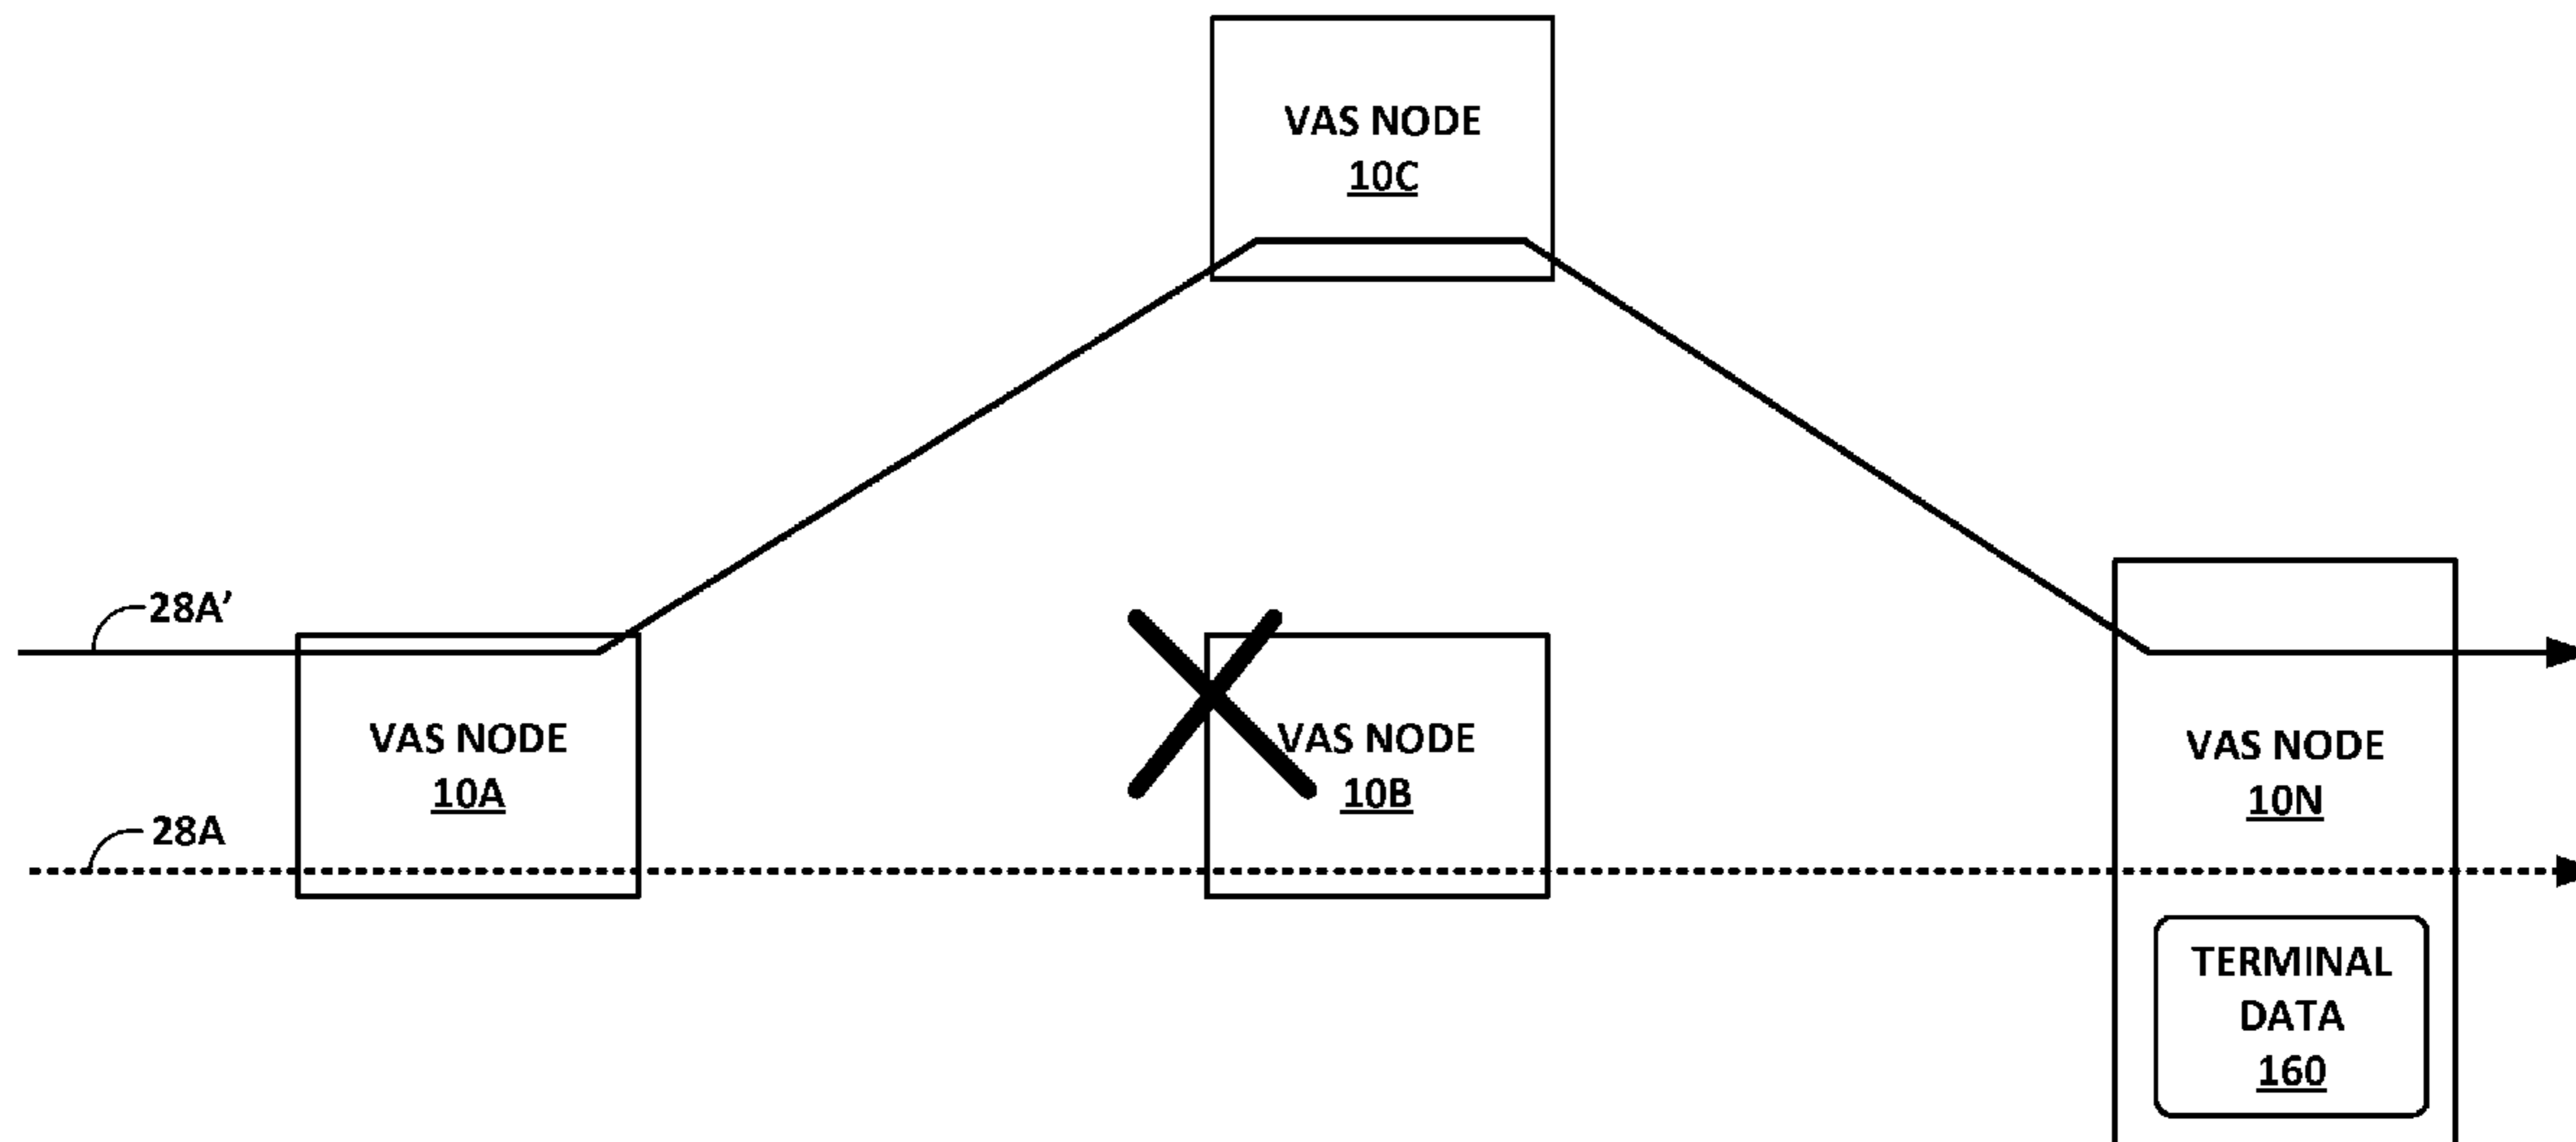 VAS NODE
10C
28A’
VAS NODE
10A
VAS NODE
10B
VAS NODE
10N
28A
TERMINAL
DATA
160